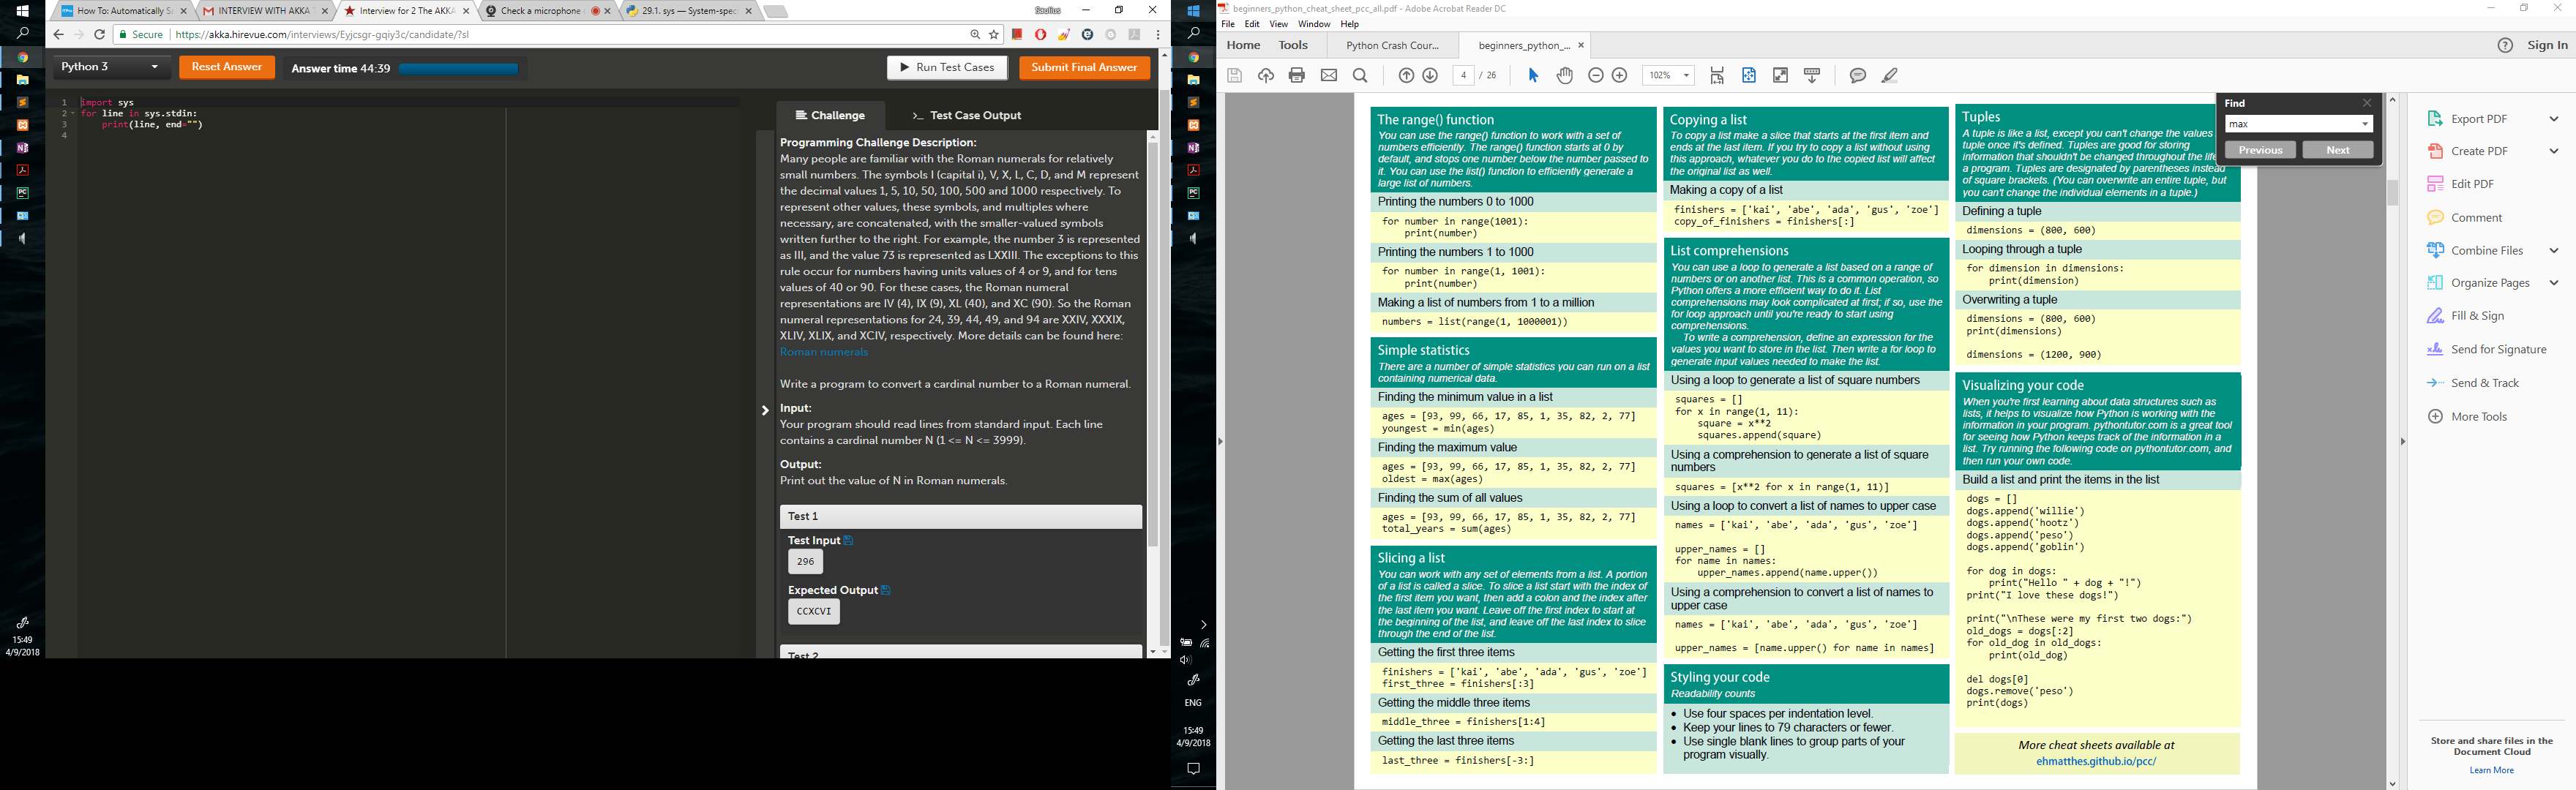 How To: Automatically S
INTERVIEW WITH AKKA T
Interview for 2 The AKKA
Check a microphone
29.1. sys — System-spec
Saulius
Secure | https://akka.hirevue.com/interviews/Eyjcsgr-gqiy3c/candidate/?sl
Python 3
Reset Answer
Answer time 44:39
Run Test Cases
Submit Final Answer
1 import sys
2 for line in sys.stdin:
3 print(line, end="")
4
Challenge
Test Case Output
Programming Challenge Description:
Many people are familiar with the Roman numerals for relatively
small numbers. The symbols I (capital i), V, X, L, C, D, and M represent
the decimal values 1, 5, 10, 50, 100, 500 and 1000 respectively. To
represent other values, these symbols, and multiples where
necessary, are concatenated, with the smaller-valued symbols
written further to the right. For example, the number 3 is represented
as III, and the value 73 is represented as LXXIII. The exceptions to this
rule occur for numbers having units values of 4 or 9, and for tens
values of 40 or 90. For these cases, the Roman numeral
representations are IV (4), IX (9), XL (40), and XC (90). So the Roman
numeral representations for 24, 39, 44, 49, and 94 are XXIV, XXXIX,
XLIV, XLIX, and XCIV, respectively. More details can be found here:
Roman numerals
Write a program to convert a cardinal number to a Roman numeral.
Input:
Your program should read lines from standard input. Each line
contains a cardinal number N (1 <= N <= 3999).
Output:
Print out the value of N in Roman numerals.
Test 1
Test Input
296
Expected Output
CCXCVI
Test 2
15:49
4/9/2018
ENG
15:49
4/9/2018
beginners_python_cheat_sheet_pcc_all.pdf - Adobe Acrobat Reader DC
File Edit View Window Help
Home
Tools
Python Crash Cour...
beginners_python_...
Sign In
4 / 26
102%
The range() function
You can use the range() function to work with a set of
numbers efficiently. The range() function starts at 0 by
default, and stops one number below the number passed to
it. You can use the list() function to efficiently generate a
large list of numbers.
Printing the numbers 0 to 1000
for number in range(1001):
print(number)
Printing the numbers 1 to 1000
for number in range(1, 1001):
print(number)
Making a list of numbers from 1 to a million
numbers = list(range(1, 1000001))
Simple statistics
There are a number of simple statistics you can run on a list
containing numerical data.
Finding the minimum value in a list
ages = [93, 99, 66, 17, 85, 1, 35, 82, 2, 77]
youngest = min(ages)
Finding the maximum value
ages = [93, 99, 66, 17, 85, 1, 35, 82, 2, 77]
oldest = max(ages)
Finding the sum of all values
ages = [93, 99, 66, 17, 85, 1, 35, 82, 2, 77]
total_years = sum(ages)
Slicing a list
You can work with any set of elements from a list. A portion
of a list is called a slice. To slice a list start with the index of
the first item you want, then add a colon and the index after
the last item you want. Leave off the first index to start at
the beginning of the list, and leave off the last index to slice
through the end of the list.
Getting the first three items
finishers = ['kai', 'abe', 'ada', 'gus', 'zoe']
first_three = finishers[:3]
Getting the middle three items
middle_three = finishers[1:4]
Getting the last three items
last_three = finishers[-3:]
Copying a list
To copy a list make a slice that starts at the first item and
ends at the last item. If you try to copy a list without using
this approach, whatever you do to the copied list will affect
the original list as well.
Making a copy of a list
finishers = ['kai', 'abe', 'ada', 'gus', 'zoe']
copy_of_finishers = finishers[:]
List comprehensions
You can use a loop to generate a list based on a range of
numbers or on another list. This is a common operation, so
Python offers a more efficient way to do it. List
comprehensions may look complicated at first; if so, use the
for loop approach until you're ready to start using
comprehensions.
To write a comprehension, define an expression for the
values you want to store in the list. Then write a for loop to
generate input values needed to make the list.
Using a loop to generate a list of square numbers
squares = []
for x in range(1, 11):
square = x**2
squares.append(square)
Using a comprehension to generate a list of square
numbers
squares = [x**2 for x in range(1, 11)]
Using a loop to convert a list of names to upper case
names = ['kai', 'abe', 'ada', 'gus', 'zoe']
upper_names = []
for name in names:
upper_names.append(name.upper())
Using a comprehension to convert a list of names to
upper case
names = ['kai', 'abe', 'ada', 'gus', 'zoe']
upper_names = [name.upper() for name in names]
Styling your code
Readability counts
• Use four spaces per indentation level.
• Keep your lines to 79 characters or fewer.
• Use single blank lines to group parts of your
program visually.
Tuples
A tuple is like a list, except you can't change the values
tuple once it's defined. Tuples are good for storing
information that shouldn't be changed throughout the life
a program. Tuples are designated by parentheses instead
of square brackets. (You can overwrite an entire tuple, but
you can't change the individual elements in a tuple.)
Defining a tuple
dimensions = (800, 600)
Looping through a tuple
for dimension in dimensions:
print(dimension)
Overwriting a tuple
dimensions = (800, 600)
print(dimensions)
dimensions = (1200, 900)
Visualizing your code
When you're first learning about data structures such as
lists, it helps to visualize how Python is working with the
information in your program. pythontutor.com is a great tool
for seeing how Python keeps track of the information in a
list. Try running the following code on pythontutor.com, and
then run your own code.
Build a list and print the items in the list
dogs = []
dogs.append('willie')
dogs.append('hootz')
dogs.append('peso')
dogs.append('goblin')
for dog in dogs:
print("Hello " + dog + "!")
print("I love these dogs!")
print("\nThese were my first two dogs:")
old_dogs = dogs[:2]
for old_dog in old_dogs:
print(old_dog)
del dogs[0]
dogs.remove('peso')
print(dogs)
More cheat sheets available at
ehmatthes.github.io/pcc/
Find
max
Previous
Next
Export PDF
Create PDF
Edit PDF
Comment
Combine Files
Organize Pages
Fill & Sign
Send for Signature
Send & Track
More Tools
Store and share files in the
Document Cloud
Learn More